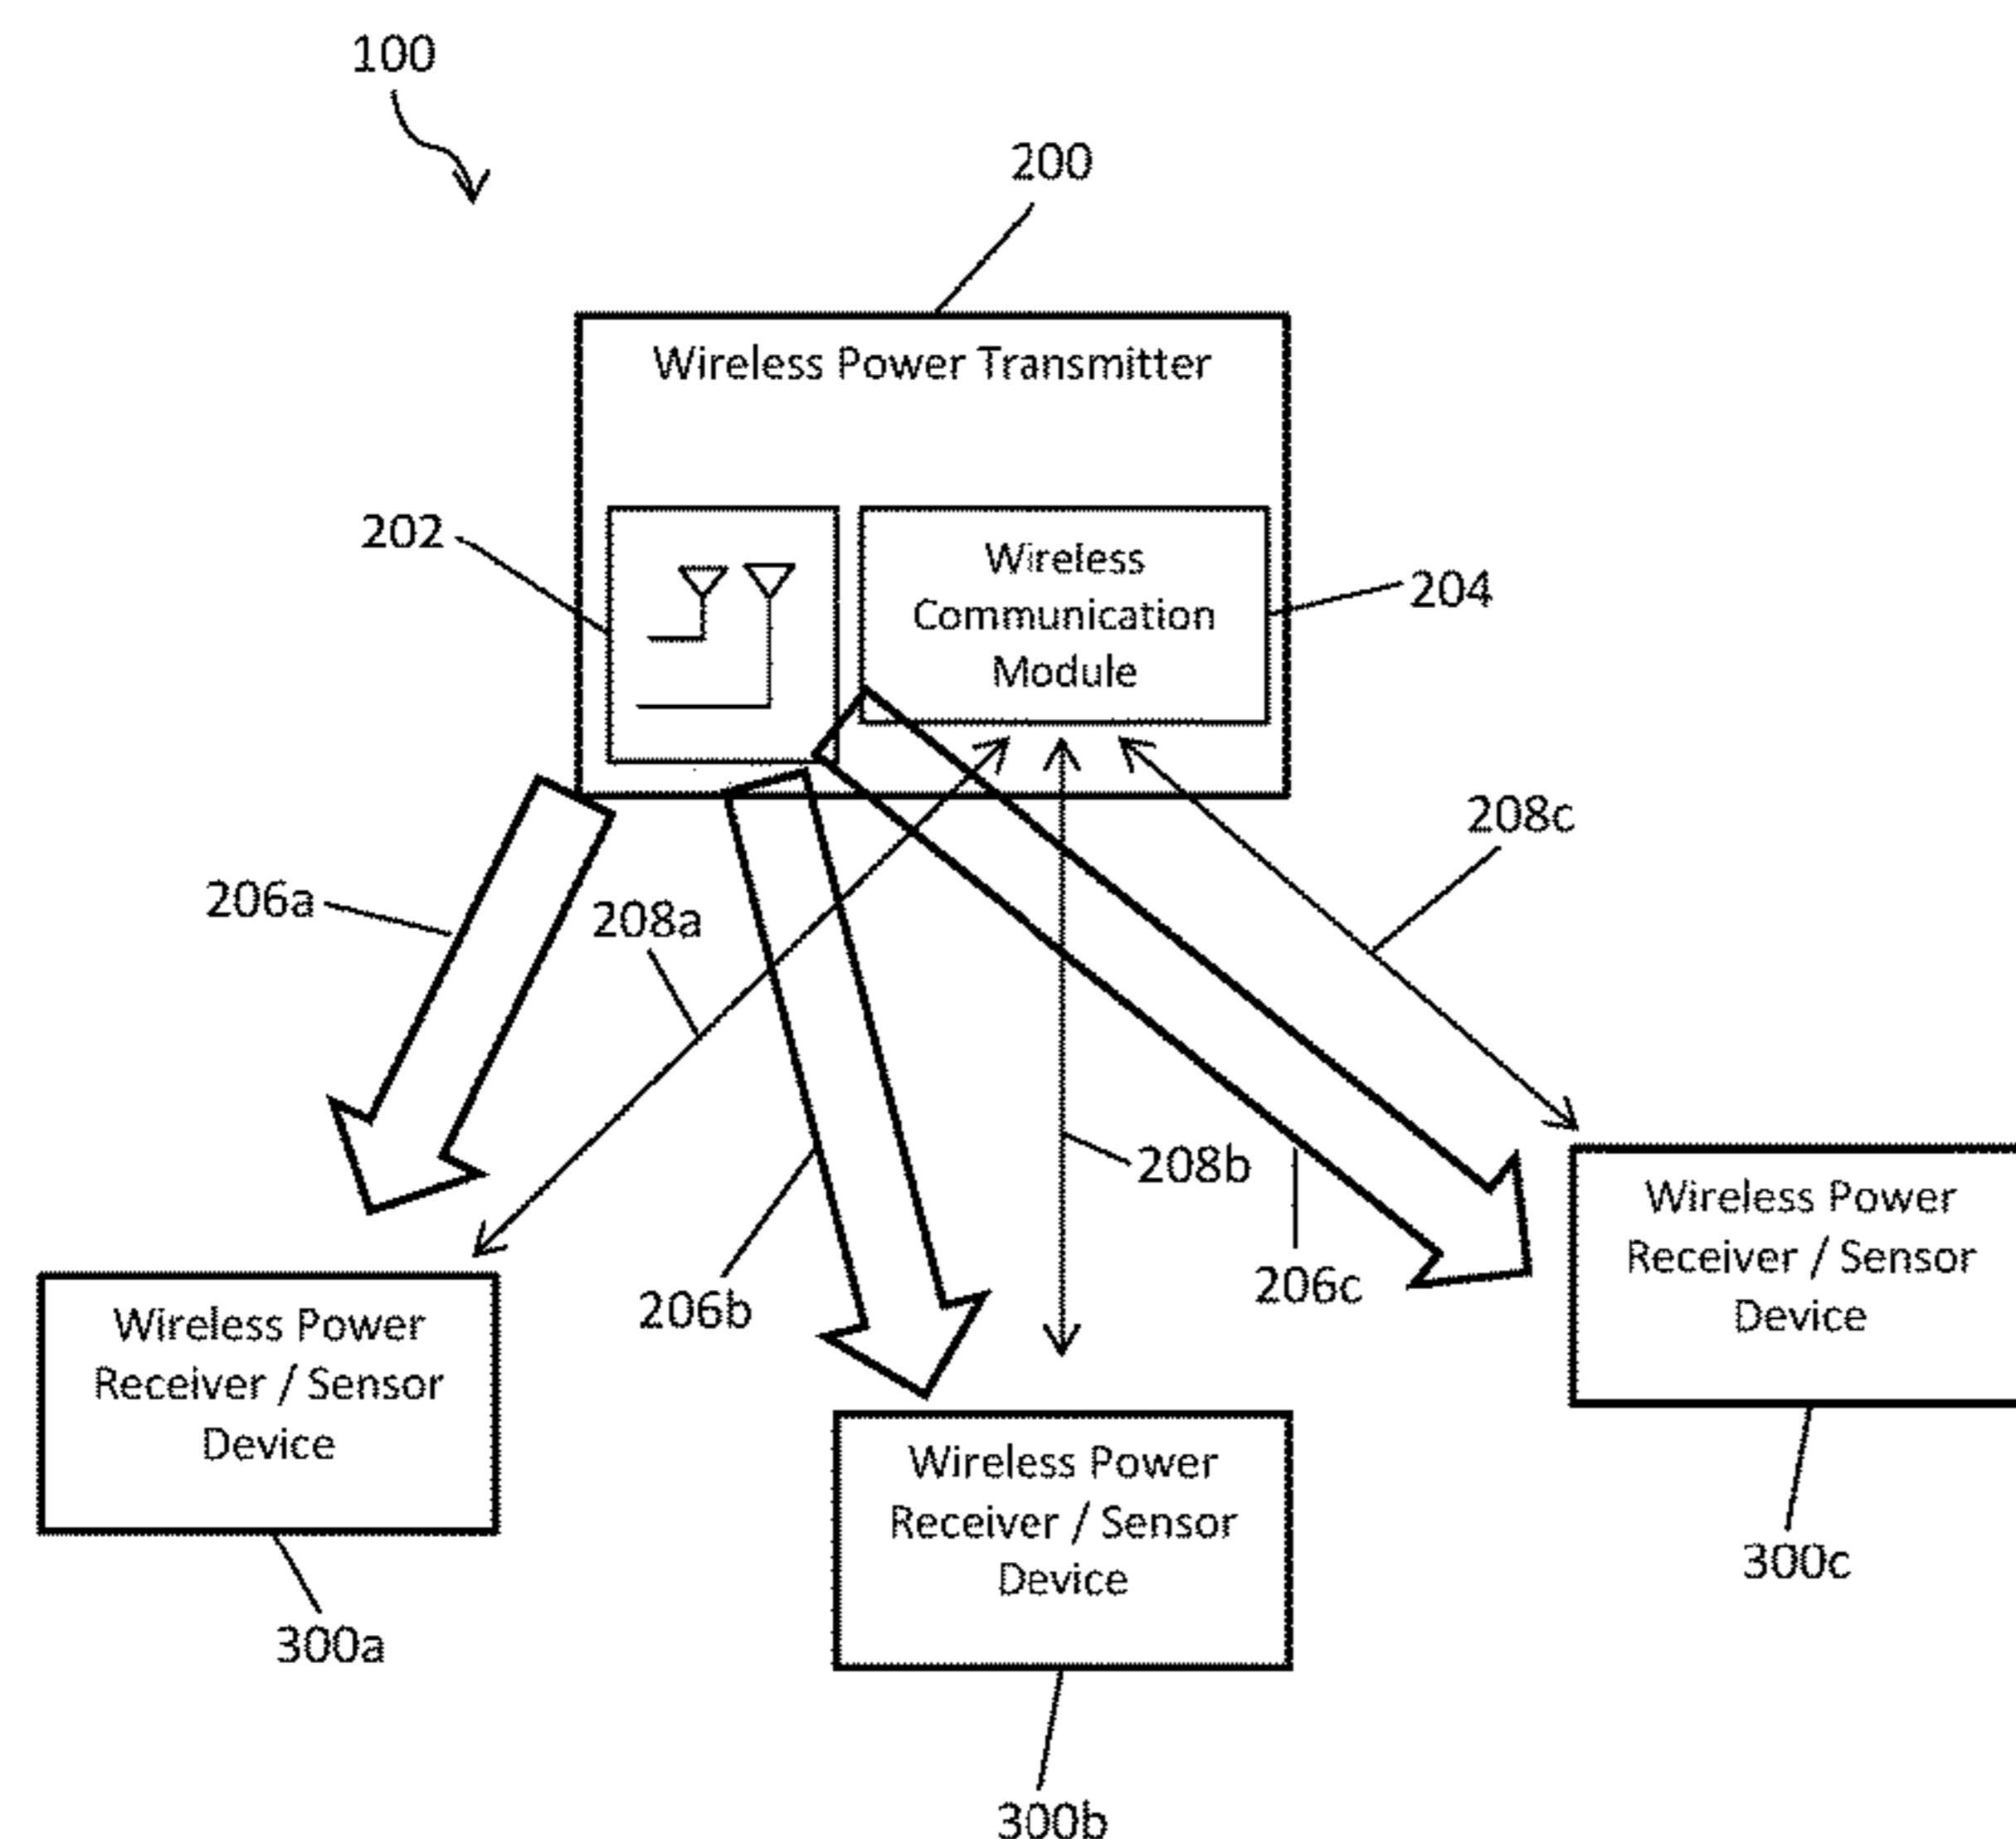 100
200
Wireless Power Transmitter
202
Wireless
Communication
Module
204
208c
206a
208a
208b
206c
206b
Wireless Power
Receiver / Sensor
Device
Wireless Power
Receiver / Sensor
Device
Wireless Power
Receiver / Sensor
Device
300a
300b
300c